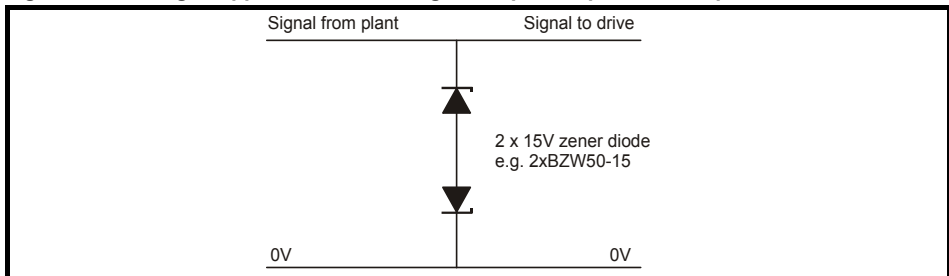 Signal from plant Signal to drive
2 x 15V zener diode
e.g. 2xBZW50-15
0V 0V